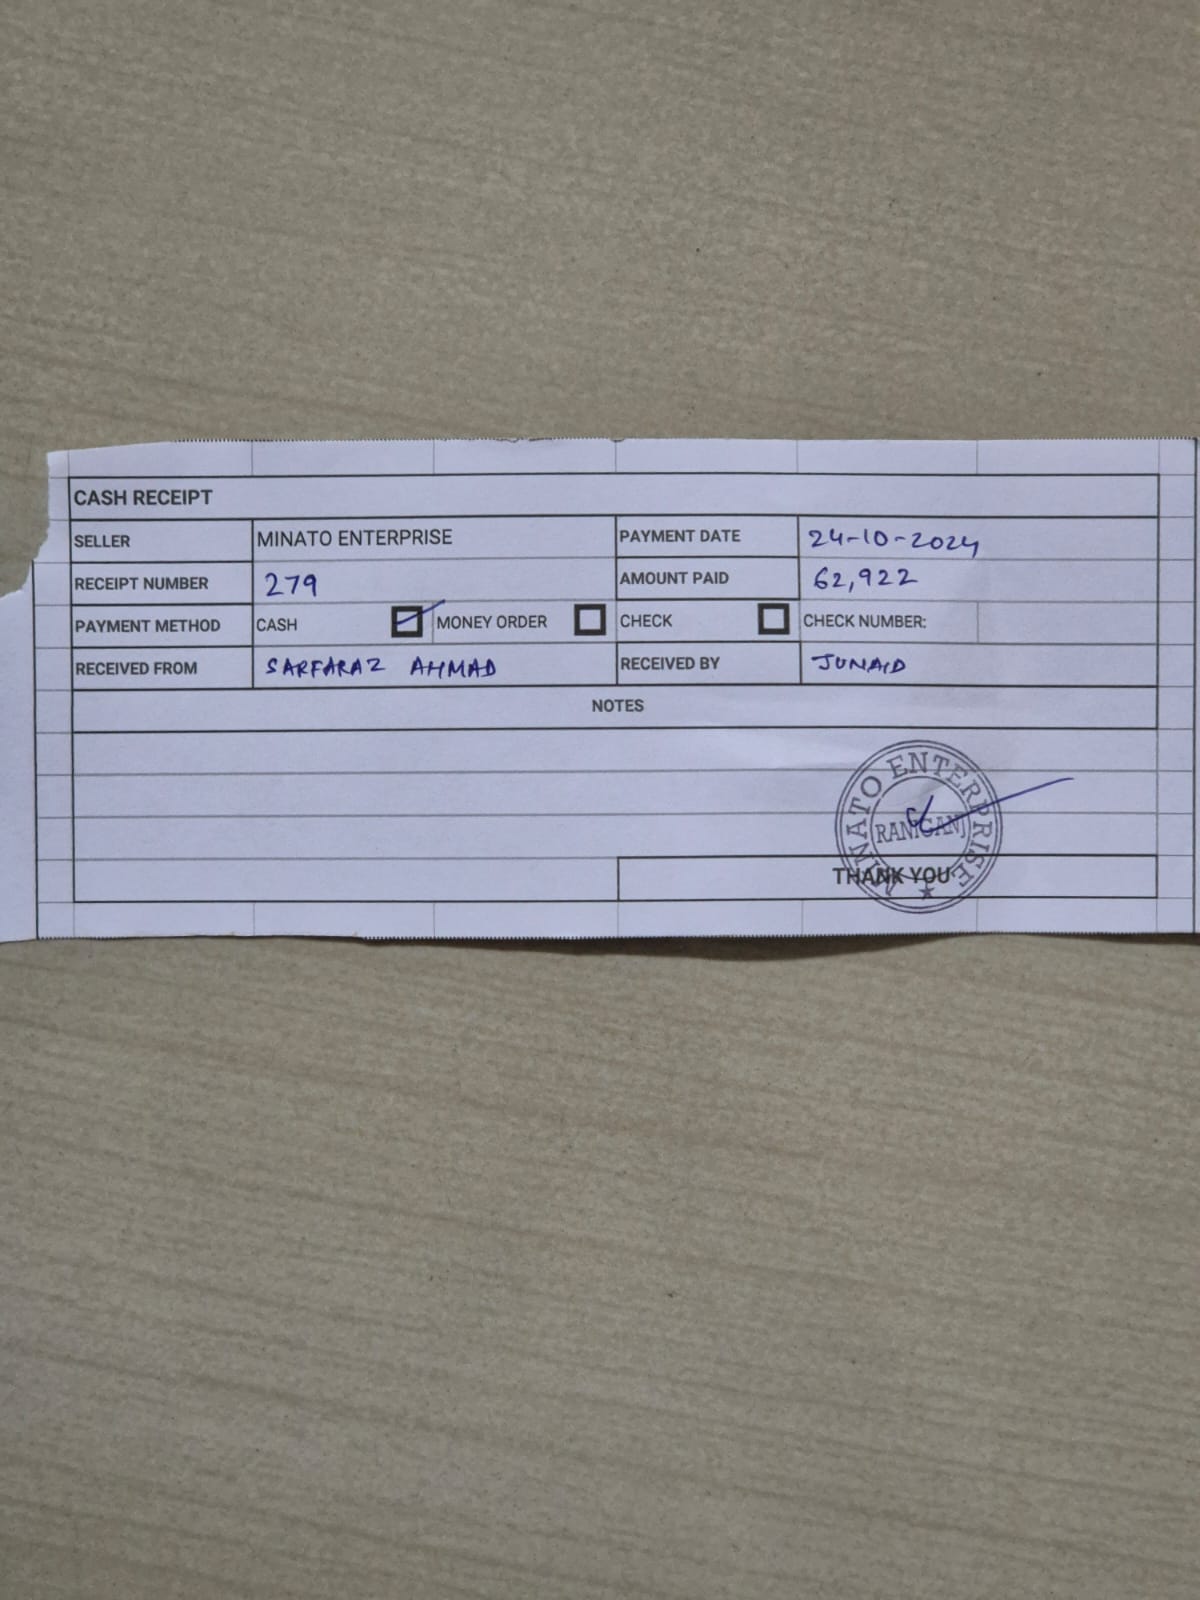 CASH RECEIPT
SELLER MINATO ENTERPRISE PAYMENT DATE 24-10-2024
RECEIPT NUMBER 279 AMOUNT PAID 62,922
PAYMENT METHOD CASH MONEY ORDER CHECK CHECK NUMBER:
RECEIVED FROM SARFARAZ AHMAD RECEIVED BY JUNAID
NOTES
MINATO ENTERPRISE
RANIGANJ
THANK YOU